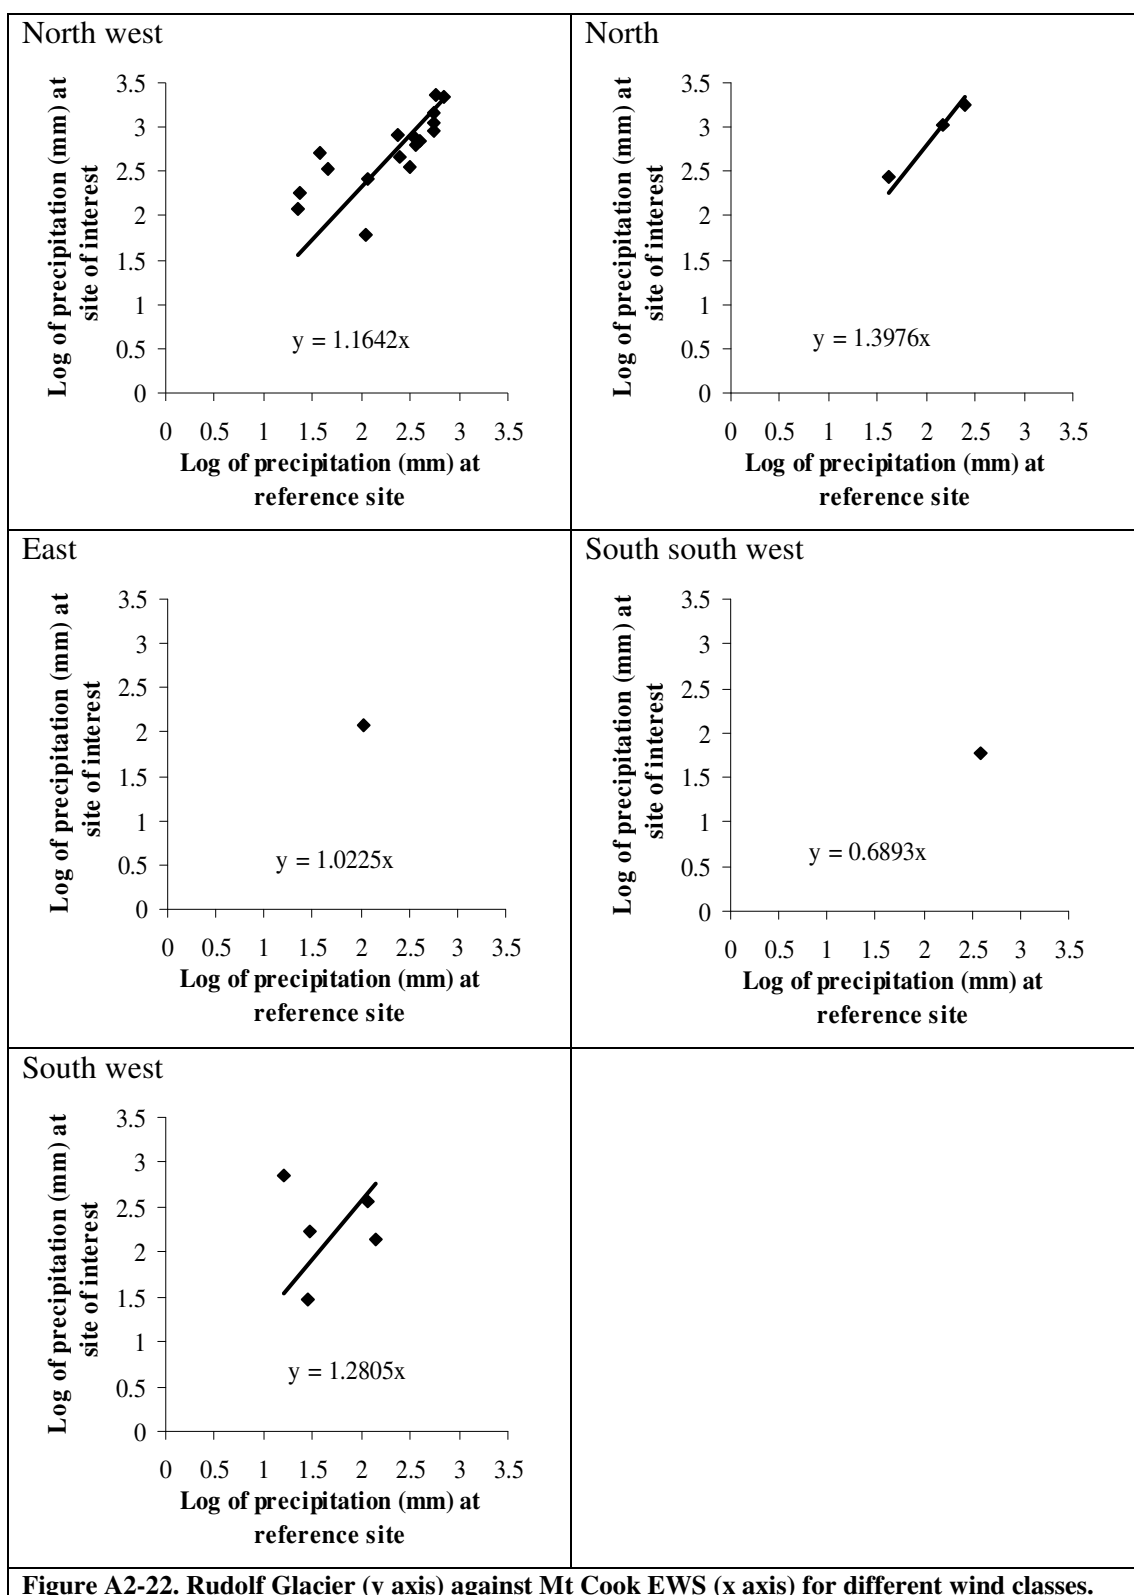 North west
Log of precipitation (mm) at
site of interest
3.5
3
2.5
2
1.5
1
0.5
0
y = 1.1642x
0 0.5 1 1.5 2 2.5 3 3.5
Log of precipitation (mm) at
reference site
North
Log of precipitation (mm) at
site of interest
3.5
3
2.5
2
1.5
1
0.5
0
y = 1.3976x
0 0.5 1 1.5 2 2.5 3 3.5
Log of precipitation (mm) at
reference site
East
Log of precipitation (mm) at
site of interest
3.5
3
2.5
2
1.5
1
0.5
0
y = 1.0225x
0 0.5 1 1.5 2 2.5 3 3.5
Log of precipitation (mm) at
reference site
South south west
Log of precipitation (mm) at
site of interest
3.5
3
2.5
2
1.5
1
0.5
0
y = 0.6893x
0 0.5 1 1.5 2 2.5 3 3.5
Log of precipitation (mm) at
reference site
South west
Log of precipitation (mm) at
site of interest
3.5
3
2.5
2
1.5
1
0.5
0
y = 1.2805x
0 0.5 1 1.5 2 2.5 3 3.5
Log of precipitation (mm) at
reference site
Figure A2-22. Rudolf Glacier (y axis) against Mt Cook EWS (x axis) for different wind classes.